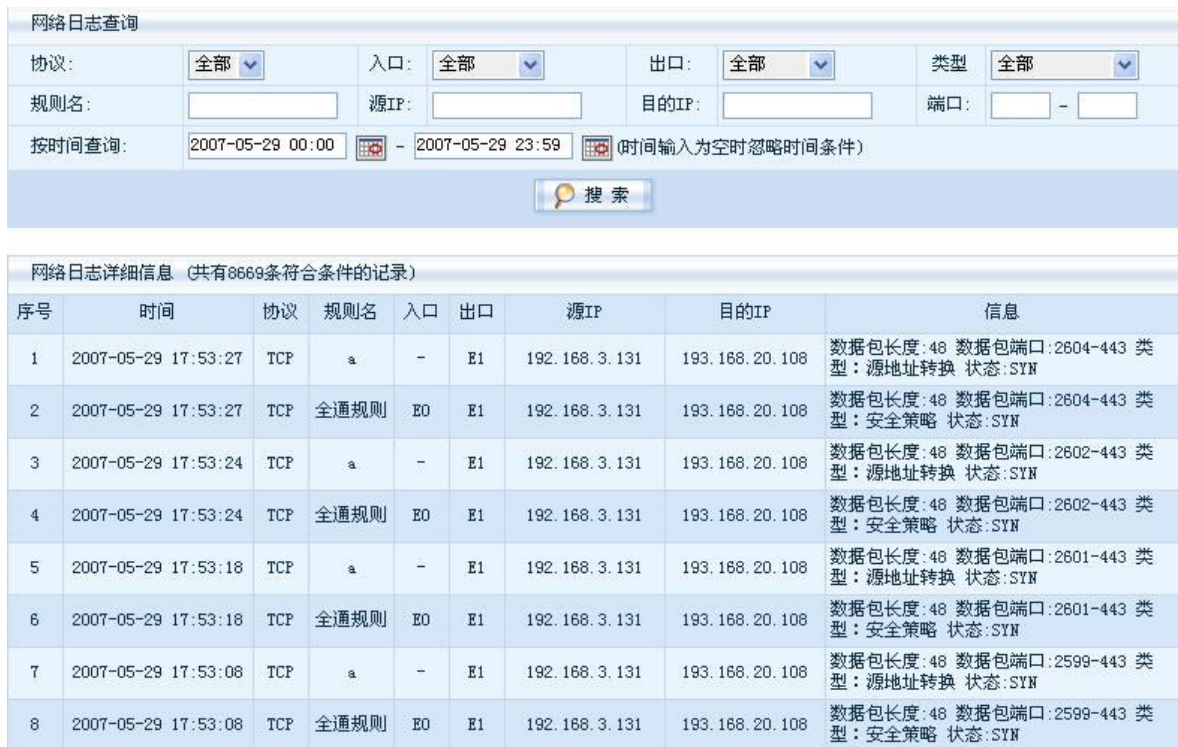 网络日志查询
协议: 全部 入口: 全部 出口: 全部 类型 全部
规则名: 源IP: 目的IP: 端口: -
按时间查询: 2007-05-29 00:00 - 2007-05-29 23:59 (时间输入为空时忽略时间条件)
搜 索
网络日志详细信息 (共有8669条符合条件的记录)
序号 时间 协议 规则名 入口 出口 源IP 目的IP 信息
1 2007-05-29 17:53:27 TCP a - E1 192.168.3.131 193.168.20.108 数据包长度:48 数据包端口:2604-443 类
型：源地址转换 状态:SYN
2 2007-05-29 17:53:27 TCP 全通规则 E0 E1 192.168.3.131 193.168.20.108 数据包长度:48 数据包端口:2604-443 类
型：安全策略 状态:SYN
3 2007-05-29 17:53:24 TCP a - E1 192.168.3.131 193.168.20.108 数据包长度:48 数据包端口:2602-443 类
型：源地址转换 状态:SYN
4 2007-05-29 17:53:24 TCP 全通规则 E0 E1 192.168.3.131 193.168.20.108 数据包长度:48 数据包端口:2602-443 类
型：安全策略 状态:SYN
5 2007-05-29 17:53:18 TCP a - E1 192.168.3.131 193.168.20.108 数据包长度:48 数据包端口:2601-443 类
型：源地址转换 状态:SYN
6 2007-05-29 17:53:18 TCP 全通规则 E0 E1 192.168.3.131 193.168.20.108 数据包长度:48 数据包端口:2601-443 类
型：安全策略 状态:SYN
7 2007-05-29 17:53:08 TCP a - E1 192.168.3.131 193.168.20.108 数据包长度:48 数据包端口:2599-443 类
型：源地址转换 状态:SYN
8 2007-05-29 17:53:08 TCP 全通规则 E0 E1 192.168.3.131 193.168.20.108 数据包长度:48 数据包端口:2599-443 类
型：安全策略 状态:SYN